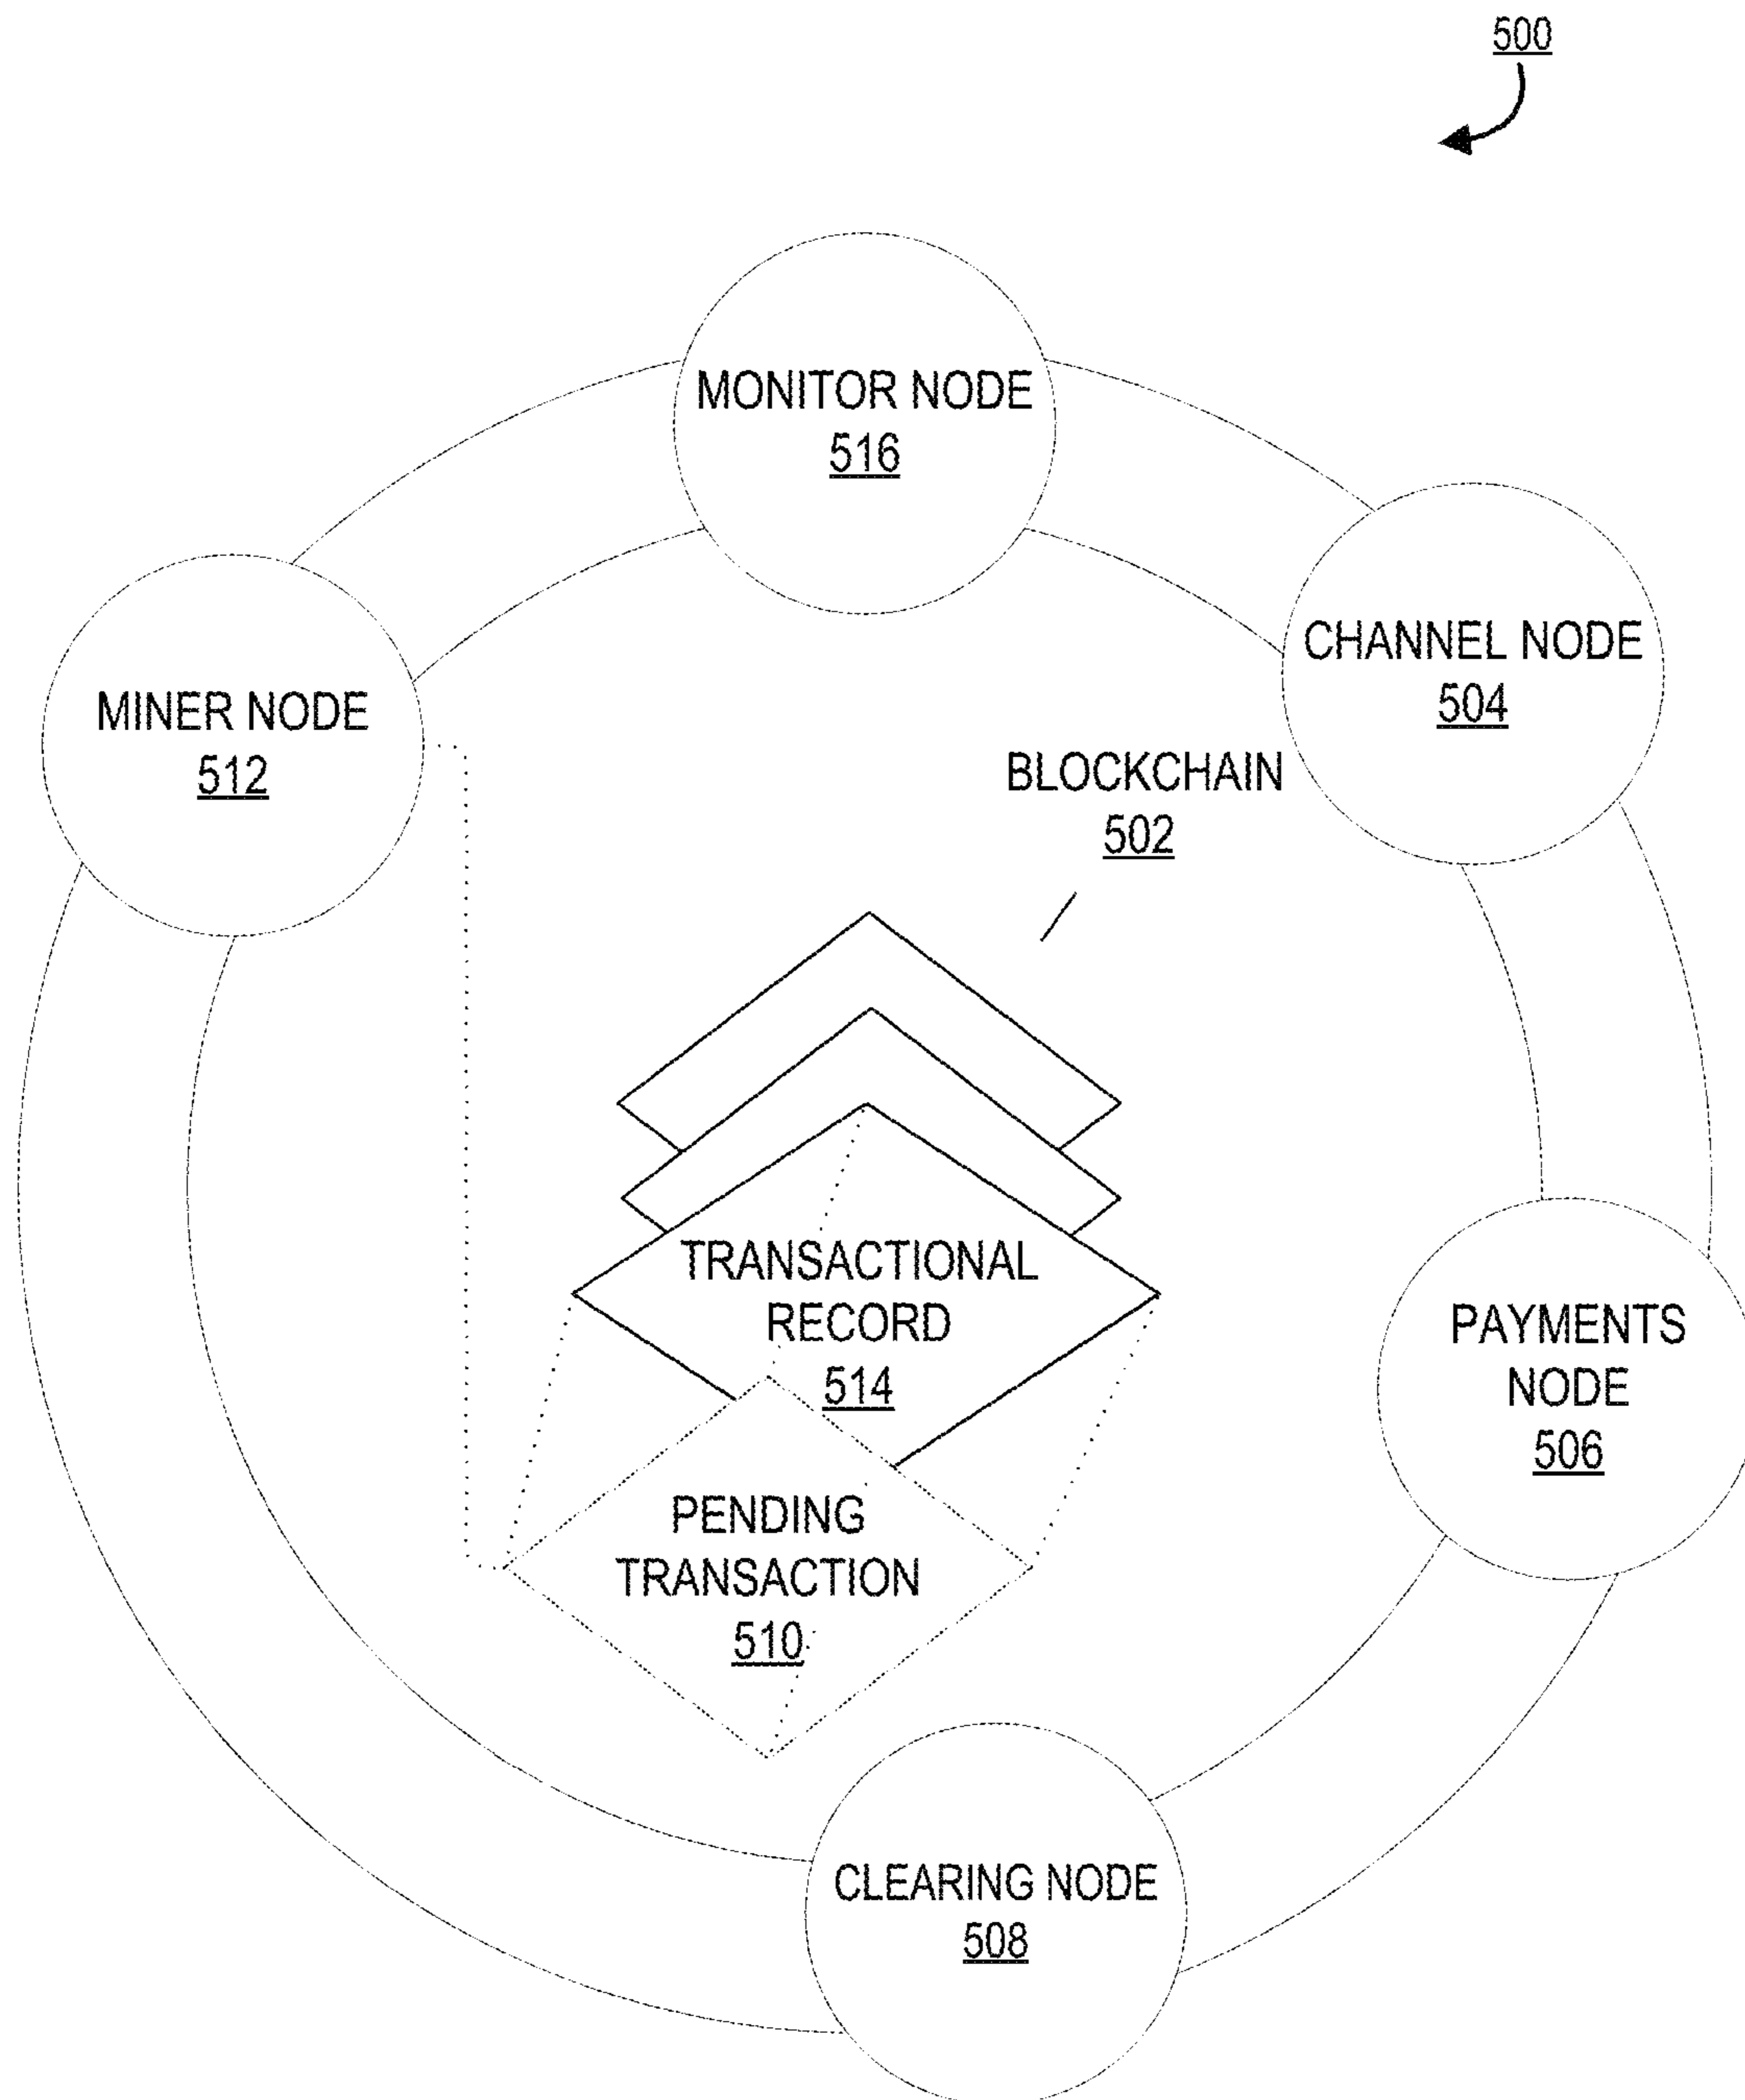 500
MONITOR NODE
516
CHANNEL NODE
504
MINER NODE
512
BLOCKCHAIN
502
TRANSACTIONAL
RECORD
514
PAYMENTS
NODE
506
PENDING
TRANSACTION
510
CLEARING NODE
508